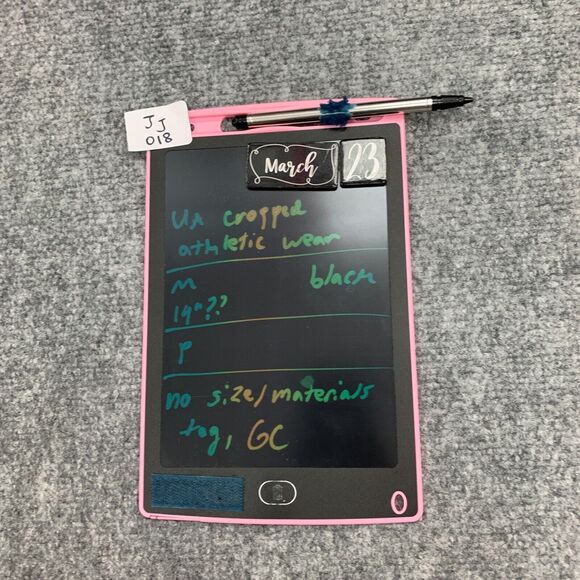 JJ
018
March 23
UA cropped
athletic wear
M black
19"??
P
no size/materials
tag, GC